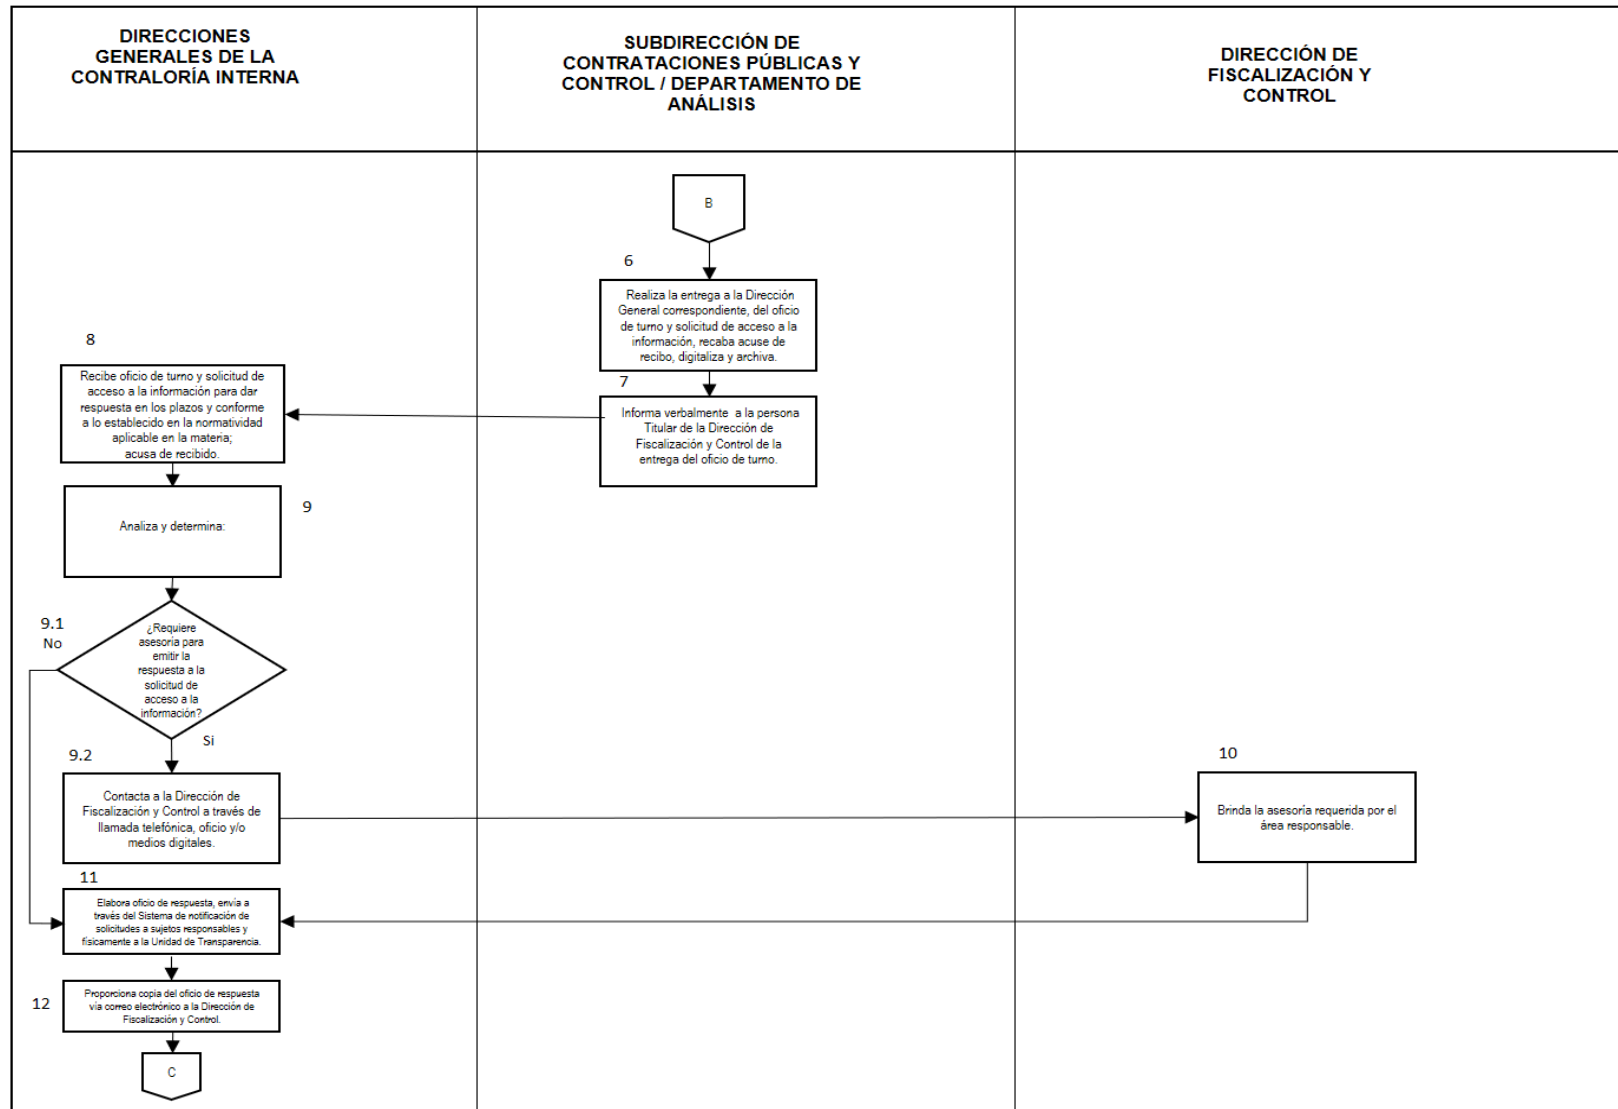 DIRECCIONES
GENERALES DE LA
CONTRALORÍA INTERNA
SUBDIRECCIÓN DE
CONTRATACIONES PÚBLICAS Y
CONTROL / DEPARTAMENTO DE
ANÁLISIS
DIRECCIÓN DE
FISCALIZACIÓN Y
CONTROL
B
6
Realiza la entrega a la Dirección
General correspondiente, del oficio
de turno y solicitud de acceso a la
información, recaba acuse de
recibo, digitaliza y archiva.
7
Informa verbalmente a la persona
Titular de la Dirección de
Fiscalización y Control de la
entrega del oficio de turno.
8
Recibe oficio de turno y solicitud de
acceso a la información para dar
respuesta en los plazos y conforme
a lo establecido en la normatividad
aplicable en la materia;
acusa de recibido.
9
Analiza y determina:
9.1
No
¿Requiere
asesoría para
emitir la
respuesta a la
solicitud de
acceso a la
información?
Si
9.2
Contacta a la Dirección de
Fiscalización y Control a través de
llamada telefónica, oficio y/o
medios digitales.
10
Brinda la asesoría requerida por el
área responsable.
11
Elabora oficio de respuesta, envía a
través del Sistema de notificación de
solicitudes a sujetos responsables y
físicamente a la Unidad de Transparencia.
12
Proporciona copia del oficio de respuesta
vía correo electrónico a la Dirección de
Fiscalización y Control.
C